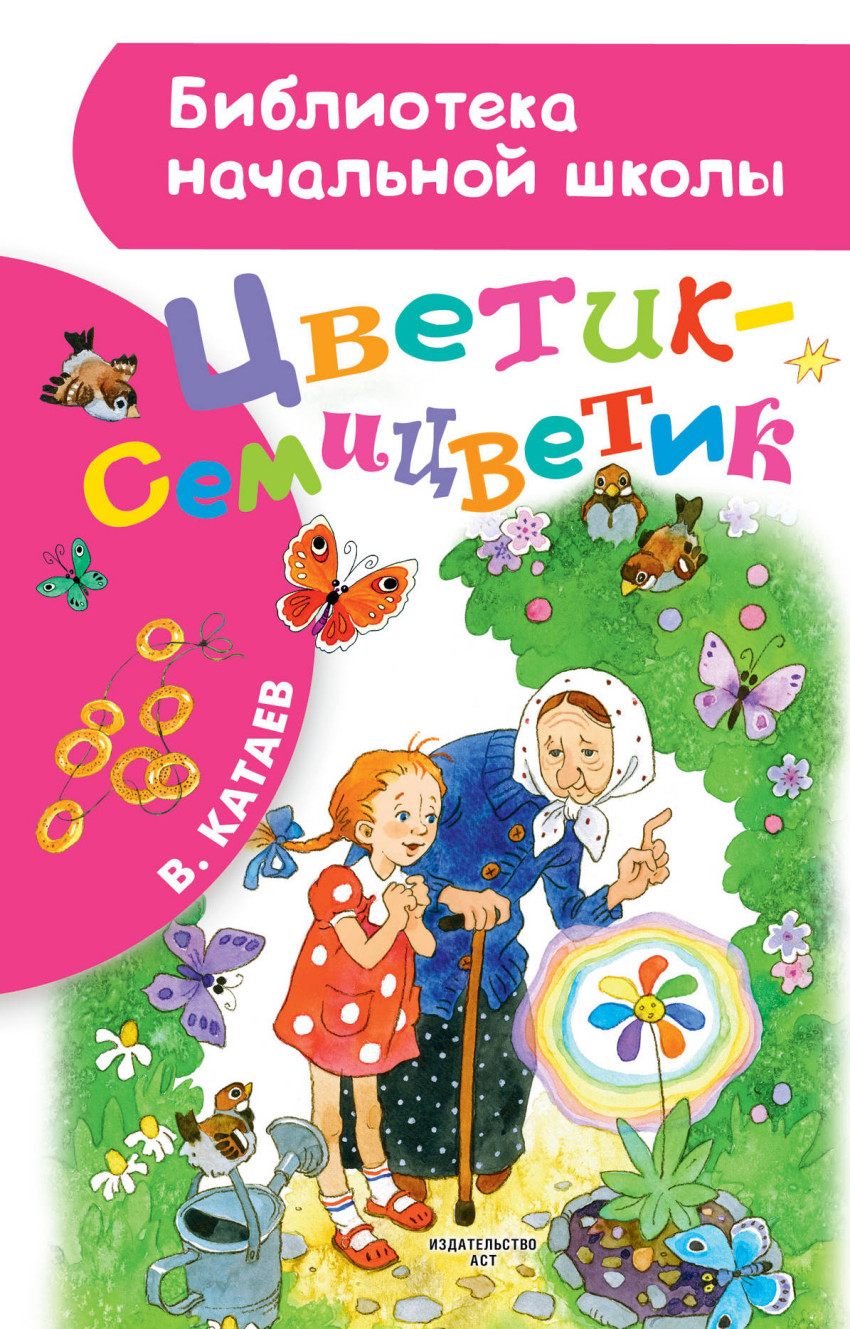 Библиотека
начальной школы
Цветик-
Семицветик
В. КАТАЕВ
ИЗДАТЕЛЬСТВО
АСТ